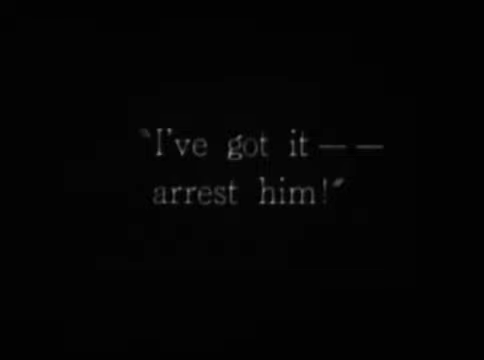 "I've got it — —
arrest him!"